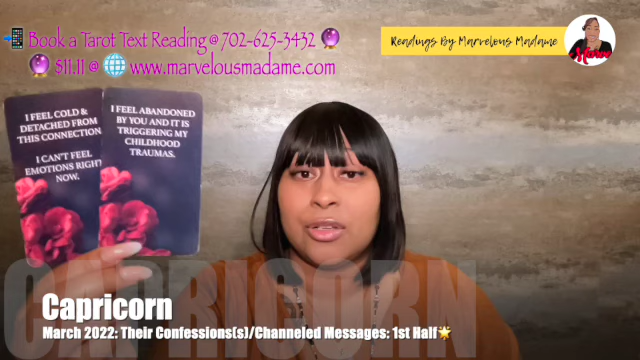 📲 Book a Tarot Text Reading @ 702-625-3432 🔮
🔮 $11.11 @ 🌐 www.marvelousmadame.com
Readings By Marvelous Madame
I FEEL COLD &
DETACHED FROM
THIS CONNECTION
I CAN'T FEEL
EMOTIONS RIGHT
NOW.
I FEEL ABANDONED
BY YOU AND IT IS
TRIGGERING MY
CHILDHOOD
TRAUMAS.
CAPRICORN
Capricorn
March 2022: Their Confessions(s)/Channeled Messages: 1st Half🌟